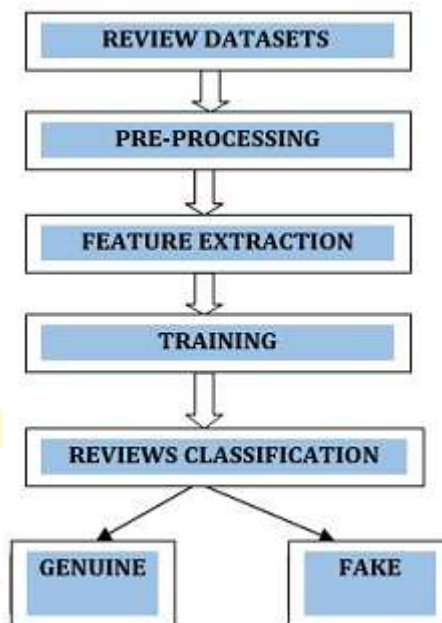 REVIEW DATASETS
PRE-PROCESSING
FEATURE EXTRACTION
TRAINING
REVIEWS CLASSIFICATION
GENUINE
FAKE